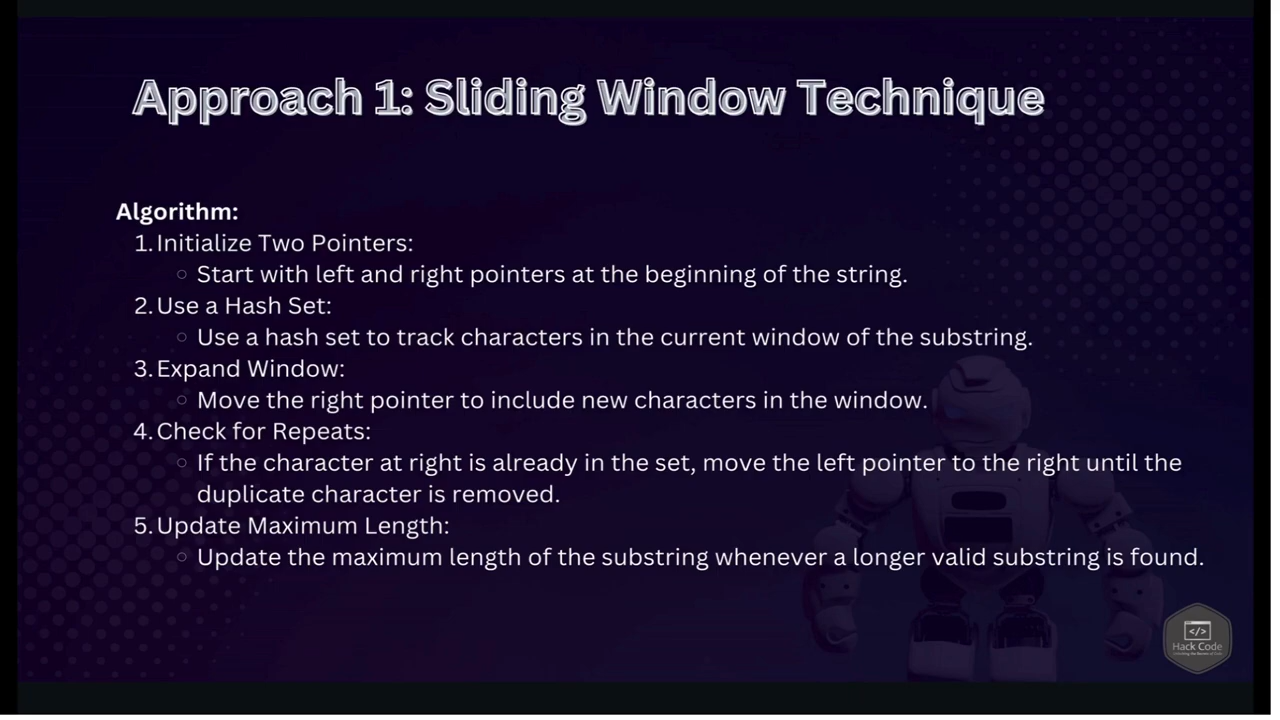 Approach 1: Sliding Window Technique
Algorithm:
1. Initialize Two Pointers:
○ Start with left and right pointers at the beginning of the string.
2. Use a Hash Set:
○ Use a hash set to track characters in the current window of the substring.
3. Expand Window:
○ Move the right pointer to include new characters in the window.
4. Check for Repeats:
○ If the character at right is already in the set, move the left pointer to the right until the
duplicate character is removed.
5. Update Maximum Length:
○ Update the maximum length of the substring whenever a longer valid substring is found.
</>
Hack Code